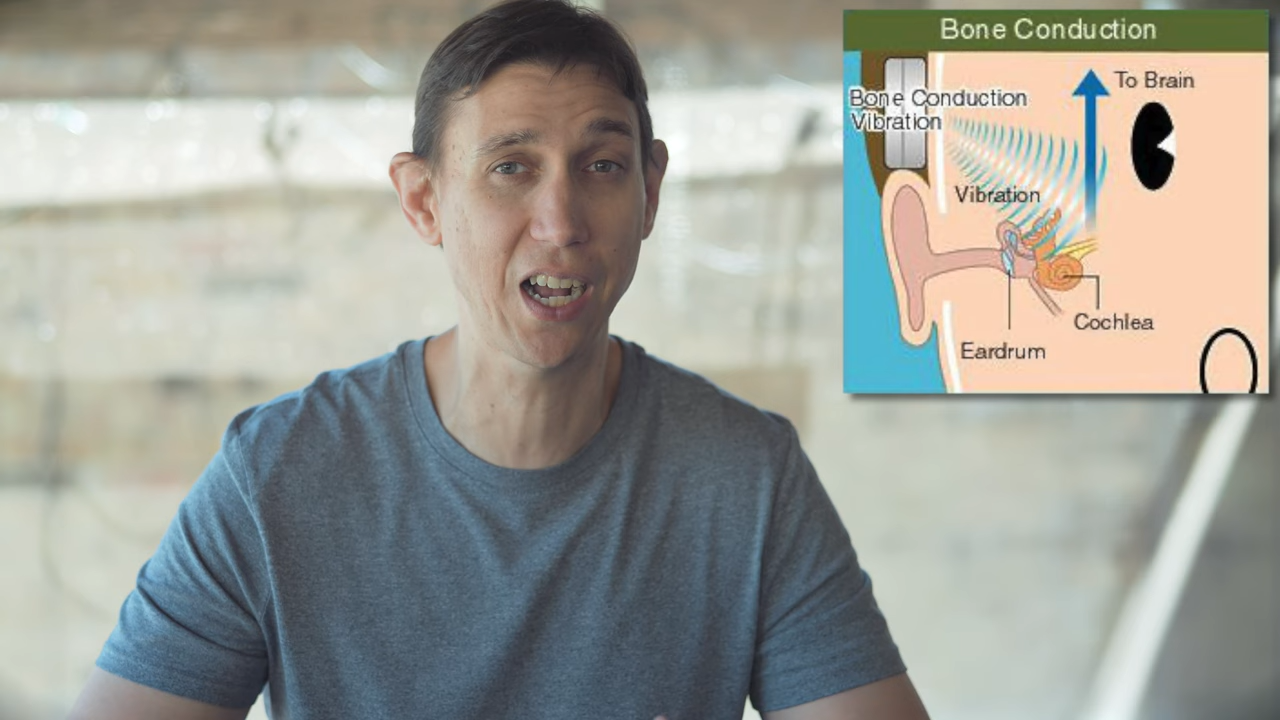 Bone Conduction
To Brain
Bone Conduction
Vibration
Vibration
Cochlea
Eardrum